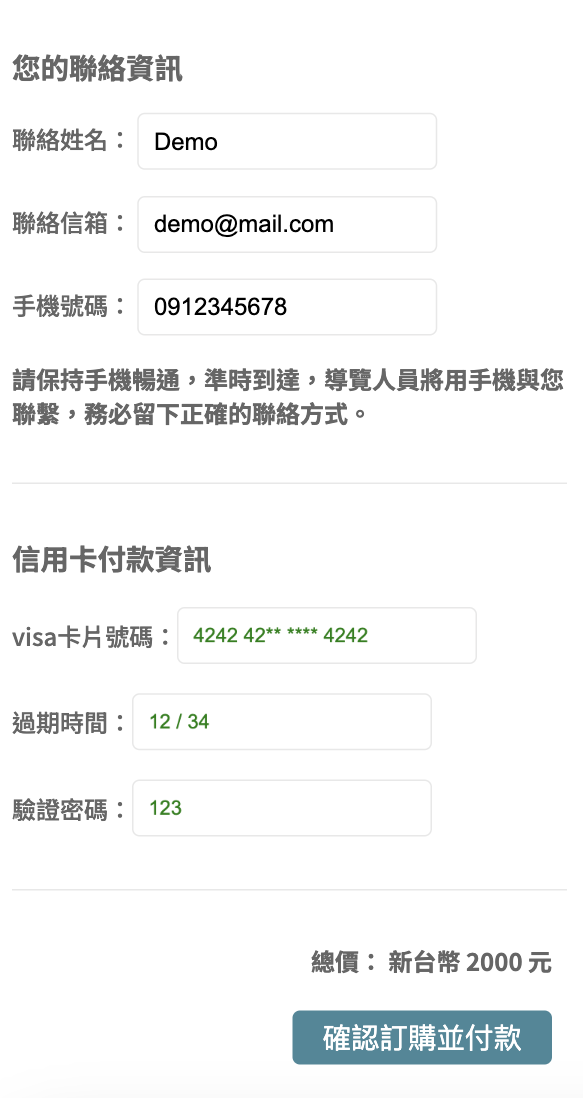 您的聯絡資訊
聯絡姓名： Demo
聯絡信箱： demo@mail.com
手機號碼： 0912345678
請保持手機暢通，準時到達，導覽人員將用手機與您
聯繫，務必留下正確的聯絡方式。
信用卡付款資訊
visa卡片號碼： 4242 42** **** 4242
過期時間： 12 / 34
驗證密碼： 123
總價： 新台幣 2000 元
確認訂購並付款